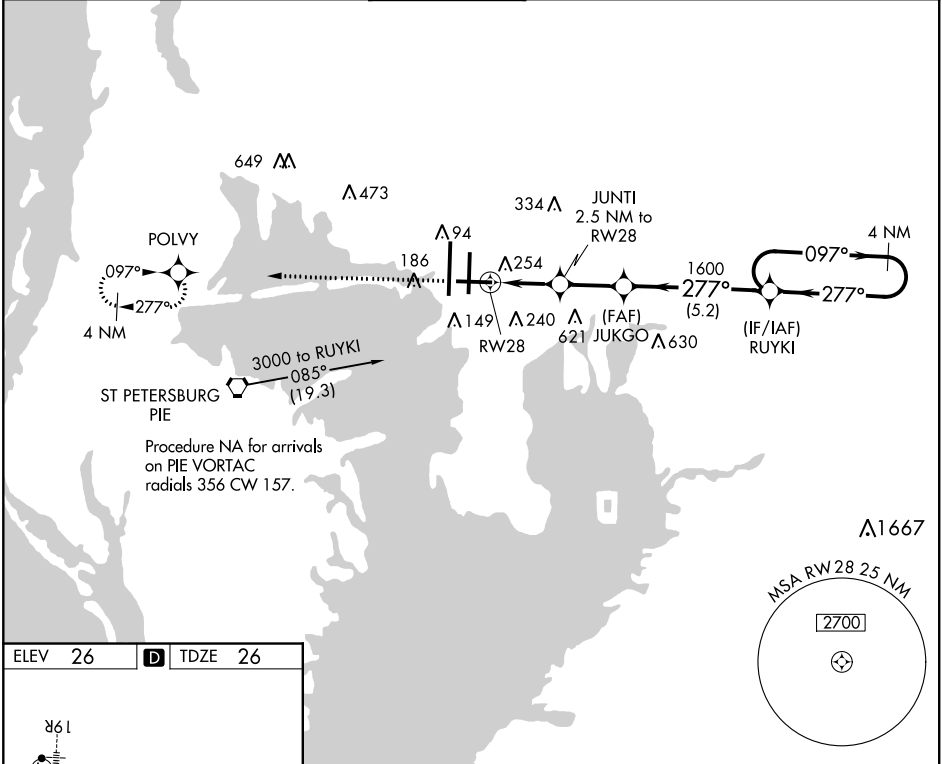 649
473
334
JUNTI
2.5 NM to
RW28
4 NM
POLVY
94
097°
186
254
1600
097°
277°
277°
277°
(5.2)
4 NM
149
240
621
(FAF)
JUKGO
630
(IF/IAF)
RUYKI
RW28
3000 to RUYKI
085°
(19.3)
ST PETERSBURG
PIE
Procedure NA for arrivals
on PIE VORTAC
radials 356 CW 157.
1667
MSA RW 28 25 NM
2700
ELEV 26 D TDZE 26
19R